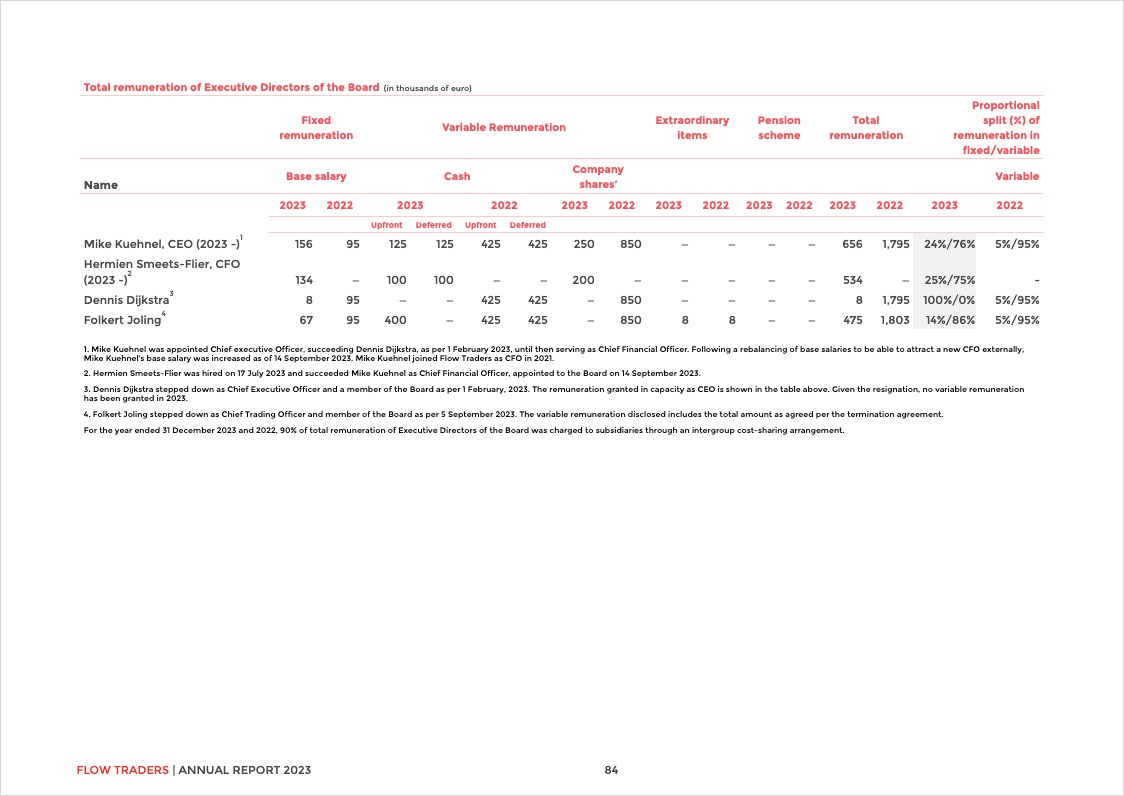 Total remuneration of Executive Directors of the Board (in thousands of euro)
Fixed remuneration Variable Remuneration Extraordinary items Pension scheme Total remuneration Proportional split (%) of remuneration in fixed/variable
Name Base salary Cash Company shares’ Variable
2023 2022 2023 2022 2023 2022 2023 2022 2023 2022 2023 2022 2023 2022
Upfront Deferred Upfront Deferred
Mike Kuehnel, CEO (2023 -)1 156 95 125 125 425 425 250 850 – – – – 656 1,795 24%/76% 5%/95%
Hermien Smeets-Flier, CFO
(2023 -)2 134 – 100 100 – – 200 – – – – – 534 – 25%/75% -
Dennis Dijkstra3 8 95 – – 425 425 – 850 – – – – 8 1,795 100%/0% 5%/95%
Folkert Joling4 67 95 400 – 425 425 – 850 8 8 – – 475 1,803 14%/86% 5%/95%
1. Mike Kuehnel was appointed Chief executive Officer, succeeding Dennis Dijkstra, as per 1 February 2023, until then serving as Chief Financial Officer. Following a rebalancing of base salaries to be able to attract a new CFO externally,
Mike Kuehnel's base salary was increased as of 14 September 2023. Mike Kuehnel joined Flow Traders as CFO in 2021.
2. Hermien Smeets-Flier was hired on 17 July 2023 and succeeded Mike Kuehnel as Chief Financial Officer, appointed to the Board on 14 September 2023.
3. Dennis Dijkstra stepped down as Chief Executive Officer and a member of the Board as per 1 February, 2023. The remuneration granted in capacity as CEO is shown in the table above. Given the resignation, no variable remuneration
has been granted in 2023.
4. Folkert Joling stepped down as Chief Trading Officer and member of the Board as per 5 September 2023. The variable remuneration disclosed includes the total amount as agreed per the termination agreement.
For the year ended 31 December 2023 and 2022, 90% of total remuneration of Executive Directors of the Board was charged to subsidiaries through an intergroup cost-sharing arrangement.
FLOW TRADERS | ANNUAL REPORT 2023 84